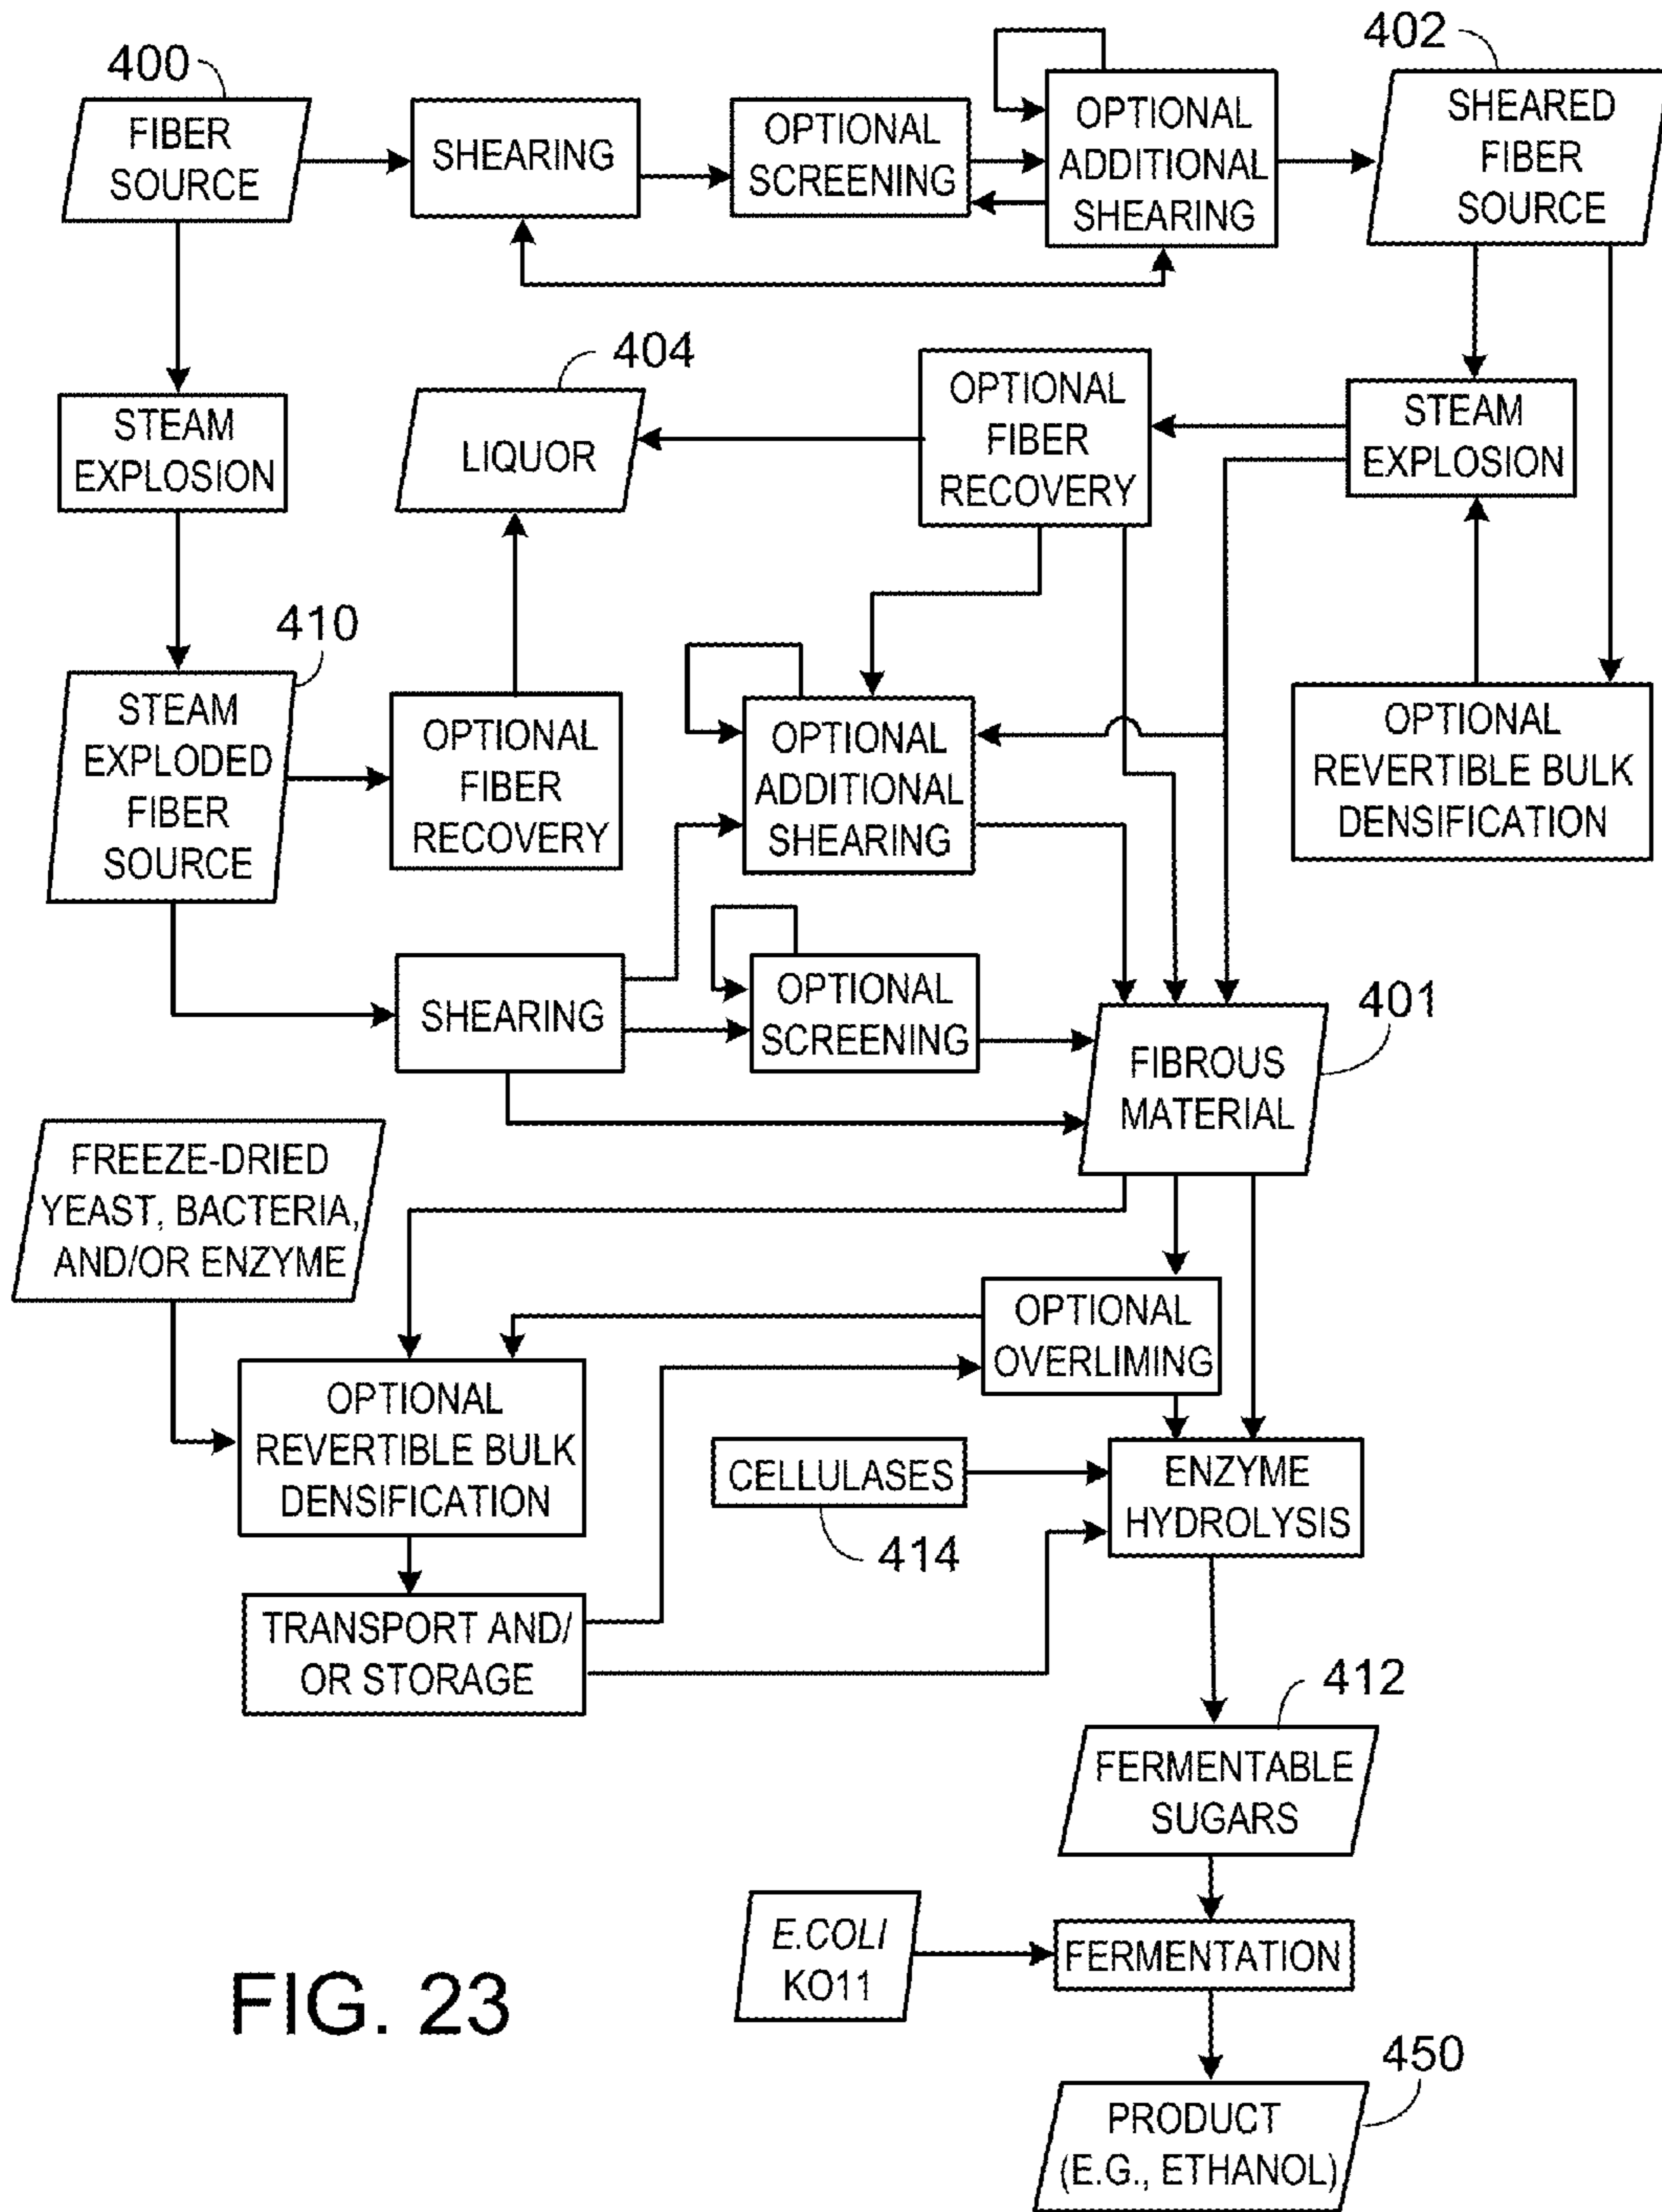 400
FIBER
SOURCE
SHEARING
OPTIONAL
SCREENING
OPTIONAL
ADDITIONAL
SHEARING
402
SHEARED
FIBER
SOURCE
STEAM
EXPLOSION
404
LIQUOR
OPTIONAL
FIBER
RECOVERY
STEAM
EXPLOSION
410
STEAM
EXPLODED
FIBER
SOURCE
OPTIONAL
FIBER
RECOVERY
OPTIONAL
ADDITIONAL
SHEARING
OPTIONAL
REVERTIBLE BULK
DENSIFICATION
SHEARING
OPTIONAL
SCREENING
401
FIBROUS
MATERIAL
FREEZE-DRIED
YEAST, BACTERIA,
AND/OR ENZYME
OPTIONAL
OVERLIMING
OPTIONAL
REVERTIBLE BULK
DENSIFICATION
CELLULASES
414
ENZYME
HYDROLYSIS
TRANSPORT AND/
OR STORAGE
412
FERMENTABLE
SUGARS
E.COLI
KO11
FERMENTATION
FIG. 23
450
PRODUCT
(E.G., ETHANOL)